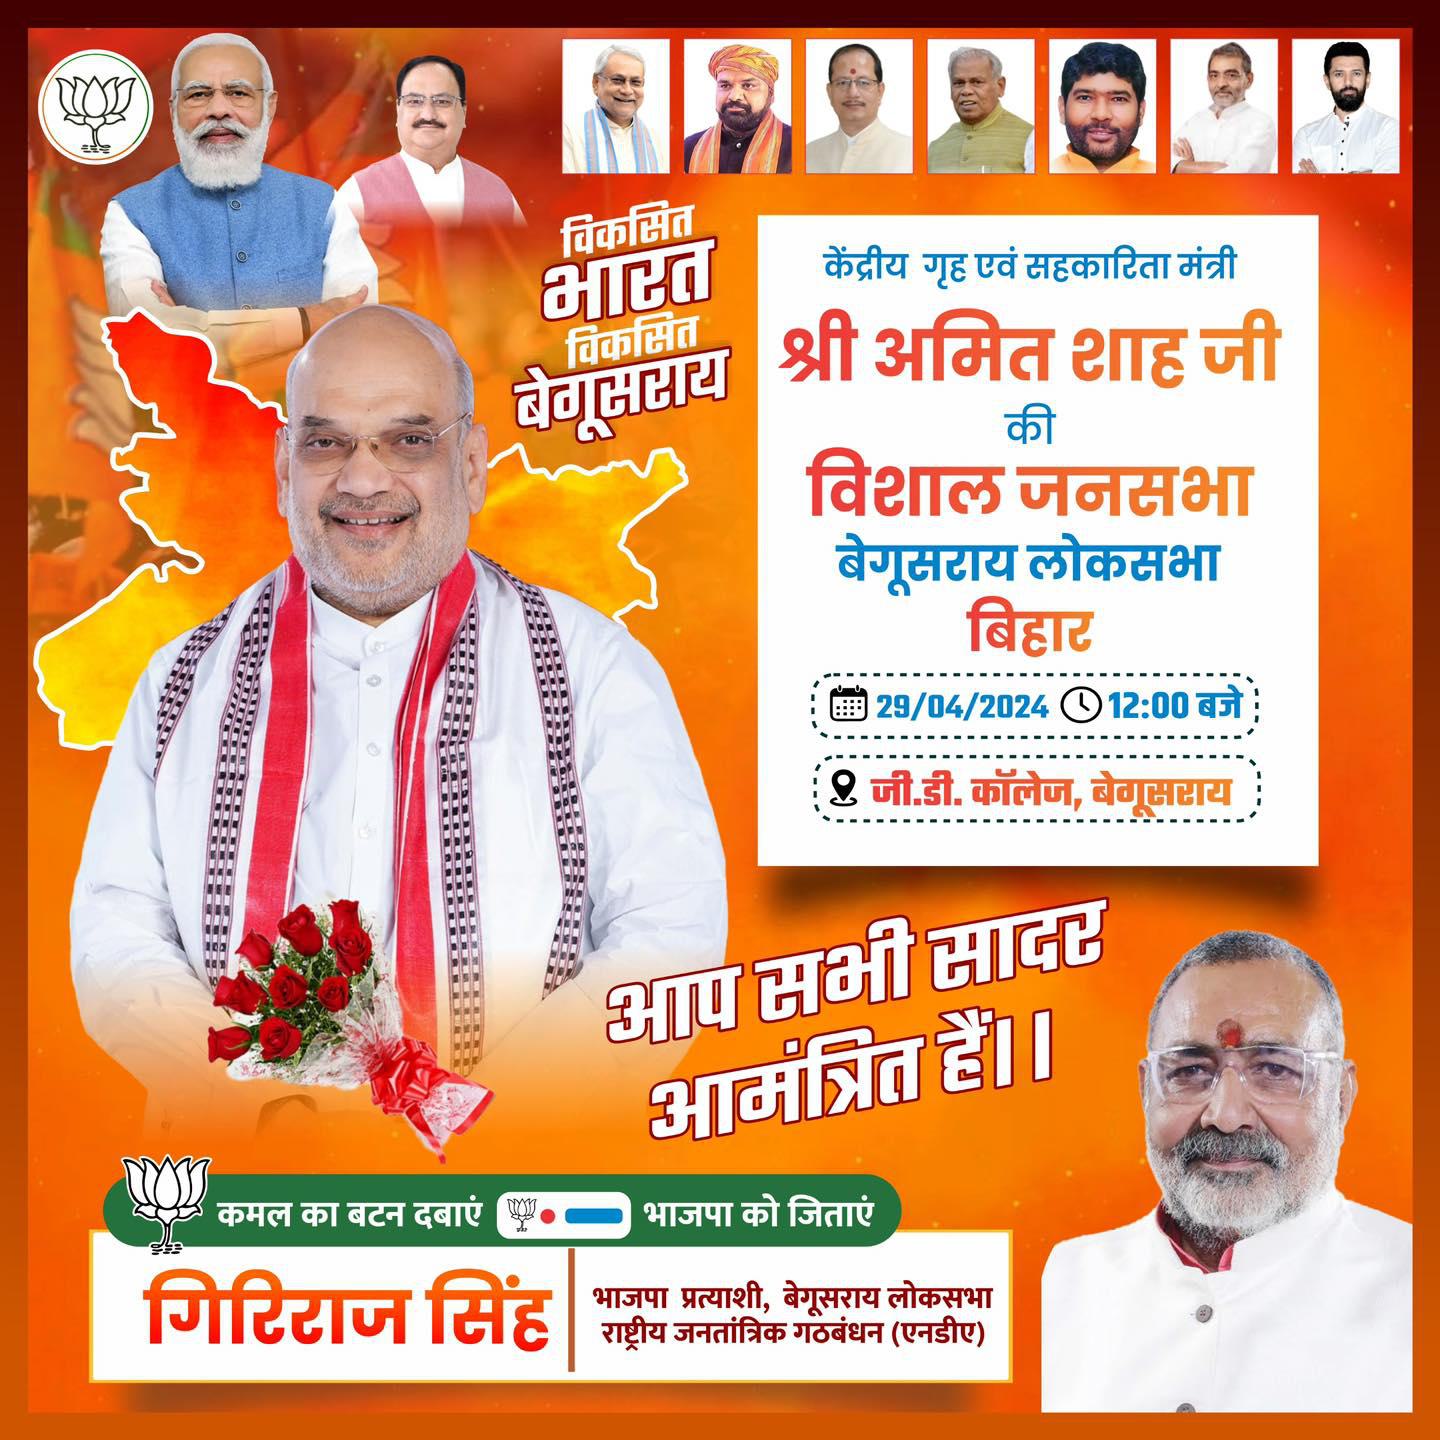 विकसित
भारत
विकसित
बेगूसराय
केंद्रीय गृह एवं सहकारिता मंत्री
श्री अमित शाह जी
की
विशाल जनसभा
बेगूसराय लोकसभा
बिहार
29/04/2024 12:00 बजे
जी.डी. कॉलेज, बेगूसराय
आप सभी सादर
आमंत्रित हैं।।
कमल का बटन दबाएं भाजपा को जिताएं
गिरिराज सिंह
भाजपा प्रत्याशी, बेगूसराय लोकसभा
राष्ट्रीय जनतांत्रिक गठबंधन (एनडीए)